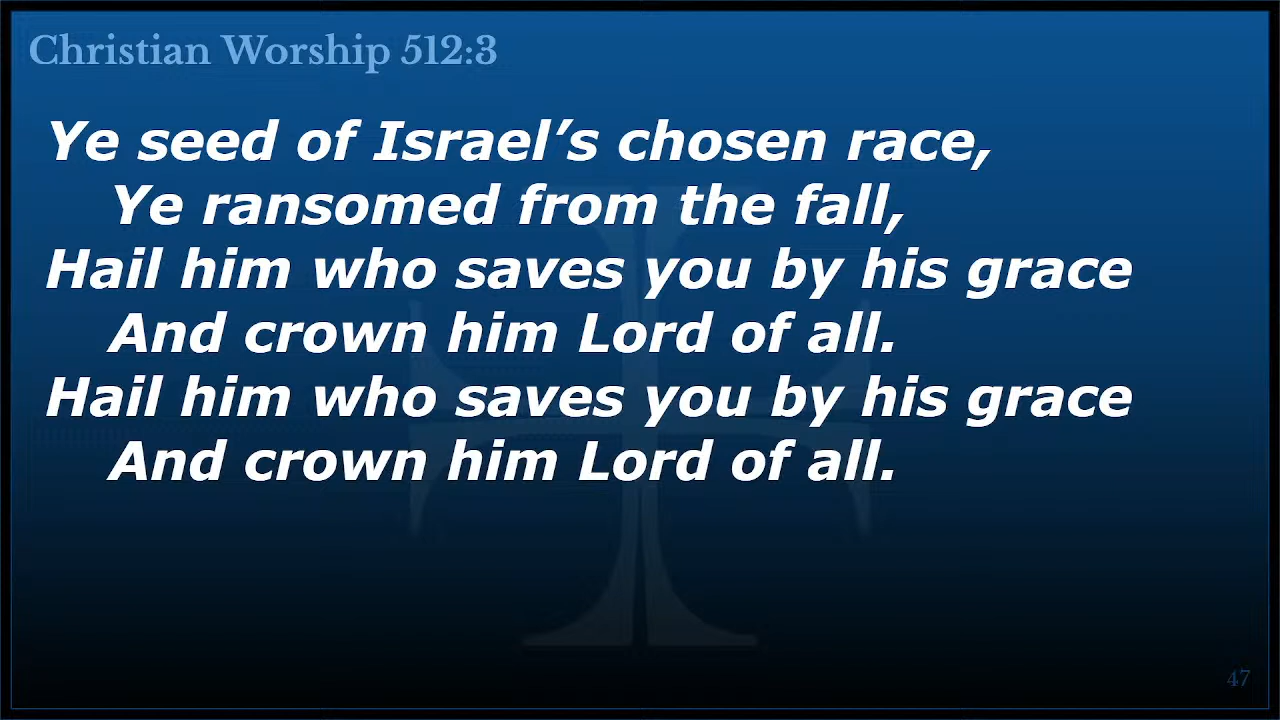 Christian Worship 512:3
Ye seed of Israel’s chosen race,
Ye ransomed from the fall,
Hail him who saves you by his grace
And crown him Lord of all.
Hail him who saves you by his grace
And crown him Lord of all.
47